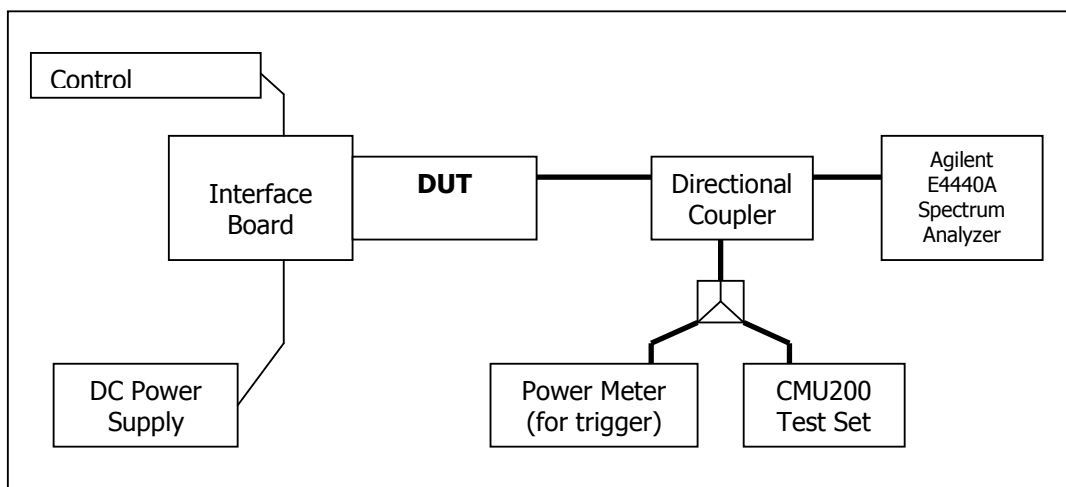 Control
Interface
Board
DUT
Directional
Coupler
Agilent
E4440A
Spectrum
Analyzer
DC Power
Supply
Power Meter
(for trigger)
CMU200
Test Set